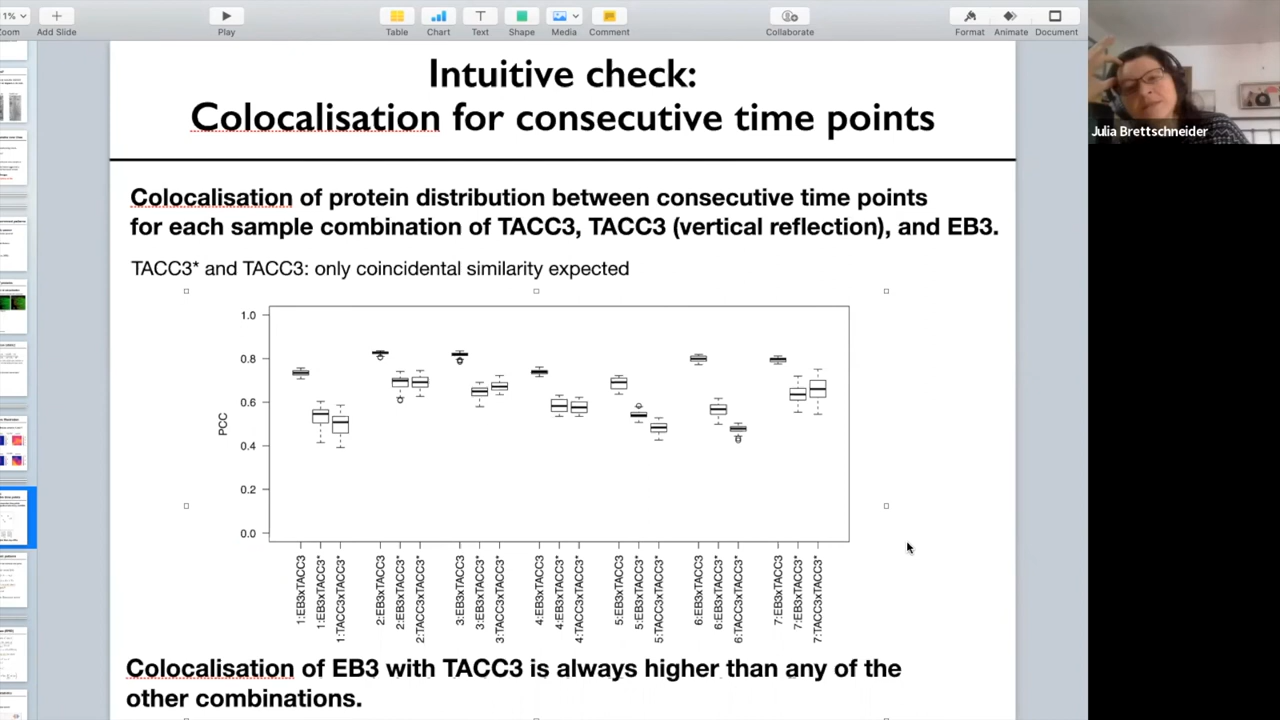 1%
Zoom
Add Slide
Play
Table
Chart
Text
Shape
Media
Comment
Collaborate
Format
Animate
Document
Intuitive check:
Colocalisation for consecutive time points
Julia Brettschneider
Colocalisation of protein distribution between consecutive time points
for each sample combination of TACC3, TACC3 (vertical reflection), and EB3.
TACC3* and TACC3: only coincidental similarity expected
PCC
1.0
0.8
0.6
0.4
0.2
0.0
1:EB3xTACC3
1:EB3xTACC3*
1:TACC3xTACC3*
2:EB3xTACC3
2:EB3xTACC3*
2:TACC3xTACC3*
3:EB3xTACC3
3:EB3xTACC3*
3:TACC3xTACC3*
4:EB3xTACC3
4:EB3xTACC3*
4:TACC3xTACC3*
5:EB3xTACC3
5:EB3xTACC3*
5:TACC3xTACC3*
6:EB3xTACC3
6:EB3xTACC3*
6:TACC3xTACC3*
7:EB3xTACC3
7:EB3xTACC3*
7:TACC3xTACC3*
Colocalisation of EB3 with TACC3 is always higher than any of the
other combinations.